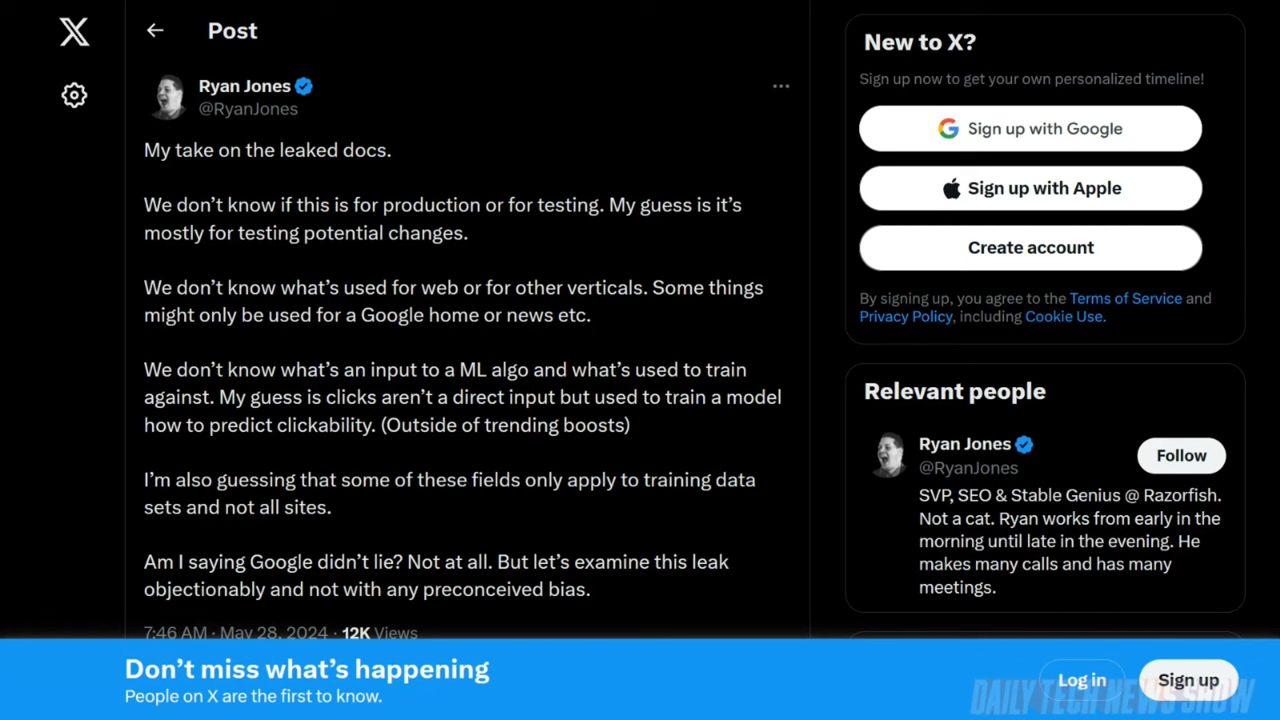 Post
Ryan Jones
@RyanJones
My take on the leaked docs.
We don’t know if this is for production or for testing. My guess is it’s
mostly for testing potential changes.
We don’t know what’s used for web or for other verticals. Some things
might only be used for a Google home or news etc.
We don’t know what’s an input to a ML algo and what’s used to train
against. My guess is clicks aren’t a direct input but used to train a model
how to predict clickability. (Outside of trending boosts)
I’m also guessing that some of these fields only apply to training data
sets and not all sites.
Am I saying Google didn’t lie? Not at all. But let’s examine this leak
objectionably and not with any preconceived bias.
7:46 AM · May 28, 2024 · 12K Views
New to X?
Sign up now to get your own personalized timeline!
Sign up with Google
Sign up with Apple
Create account
By signing up, you agree to the Terms of Service and
Privacy Policy, including Cookie Use.
Relevant people
Ryan Jones
@RyanJones
Follow
SVP, SEO & Stable Genius @ Razorfish.
Not a cat. Ryan works from early in the
morning until late in the evening. He
makes many calls and has many
meetings.
Don’t miss what’s happening
People on X are the first to know.
Log in
Sign up
DAILY TECH NEWS SHOW